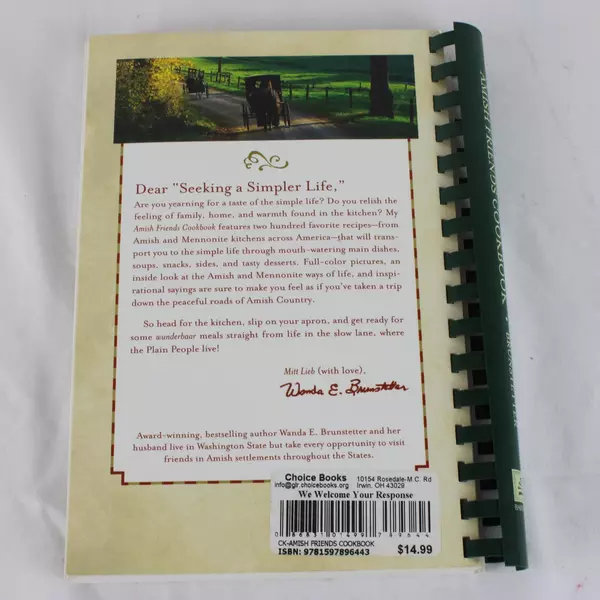 Dear "Seeking a Simpler Life,"
Are you yearning for a taste of the simple life? Do you relish the
feeling of family, home, and warmth found in the kitchen? My
Amish Friends Cookbook features two hundred favorite recipes—from
Amish and Mennonite kitchens across America—that will trans-
port you to the simple life through mouth-watering main dishes,
soups, snacks, sides, and tasty desserts. Full-color pictures, an
inside look at the Amish and Mennonite ways of life, and inspi-
rational sayings are sure to make you feel as if you've taken a trip
down the peaceful roads of Amish Country.
So head for the kitchen, slip on your apron, and get ready for
some wunderbaar meals straight from life in the slow lane, where
the Plain People live!
Mitt Lieb (with love),
Wanda E. Brunstetter
Award-winning, bestselling author Wanda E. Brunstetter and her
husband live in Washington State but take every opportunity to visit
friends in Amish settlements throughout the States.
Choice Books 10154 Rosedale-M.C. Rd
info@glr.choicebooks.org Irwin, OH 43029
We Welcome Your Response
CK-AMISH FRIENDS COOKBOOK
ISBN: 9781597896443 $14.99
AMISH FRIENDS COOKBOOK
BRUNSTETTER